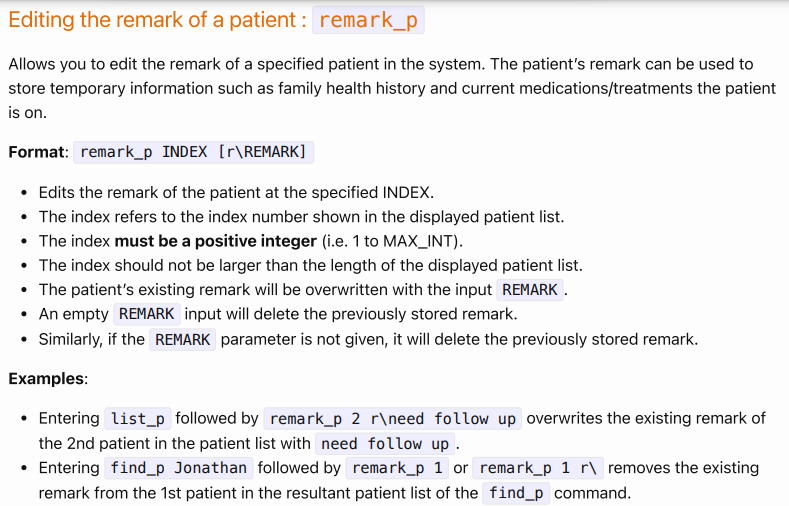 Editing the remark of a patient : remark_p
Allows you to edit the remark of a specified patient in the system. The patient’s remark can be used to
store temporary information such as family health history and current medications/treatments the patient
is on.
Format: remark_p INDEX [r\REMARK]
• Edits the remark of the patient at the specified INDEX.
• The index refers to the index number shown in the displayed patient list.
• The index must be a positive integer (i.e. 1 to MAX_INT).
• The index should not be larger than the length of the displayed patient list.
• The patient’s existing remark will be overwritten with the input REMARK .
• An empty REMARK input will delete the previously stored remark.
• Similarly, if the REMARK parameter is not given, it will delete the previously stored remark.
Examples:
• Entering list_p followed by remark_p 2 r\need follow up overwrites the existing remark of
the 2nd patient in the patient list with need follow up .
• Entering find_p Jonathan followed by remark_p 1 or remark_p 1 r\ removes the existing
remark from the 1st patient in the resultant patient list of the find_p command.